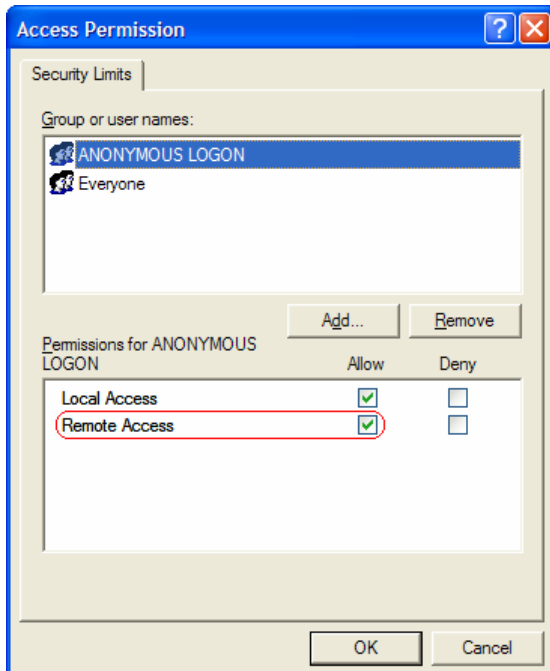 Access Permission
Security Limits
Group or user names:
ANONYMOUS LOGON
Everyone
Add...
Remove
Permissions for ANONYMOUS
LOGON
Allow
Deny
Local Access
Remote Access
OK
Cancel